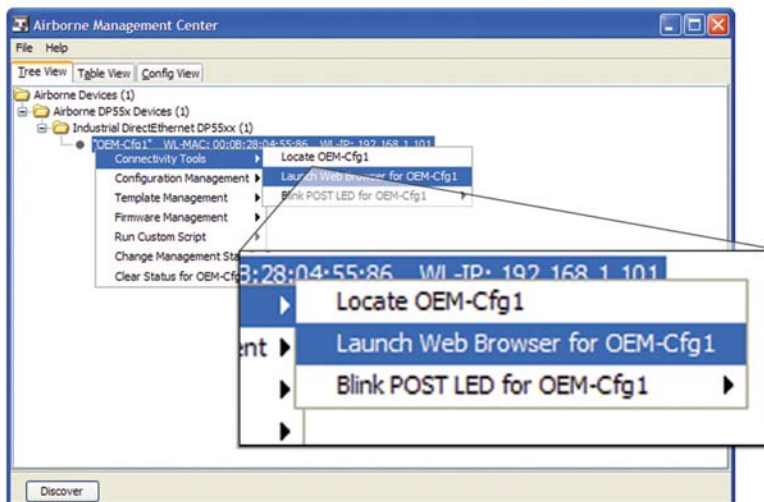 Airborne Management Center
File Help
Tree View Table View Config View
Airborne Devices (1)
Airborne DP55x Devices (1)
Industrial DirectEthernet DP55xx (1)
"OEM-Cfg1" WL-MAC: 00:0B:28:04:55:86 WL-IP: 192.168.1.101
Connectivity Tools
Locate OEM-Cfg1
Configuration Management
Launch Web Browser for OEM-Cfg1
Template Management
Blink POST LED for OEM-Cfg1
Firmware Management
Run Custom Script
Change Management Sta
Clear Status for OEM-Cfg
B:28:04:55:86 WL-IP: 192.168.1.101
Locate OEM-Cfg1
ent
Launch Web Browser for OEM-Cfg1
Blink POST LED for OEM-Cfg1
Discover